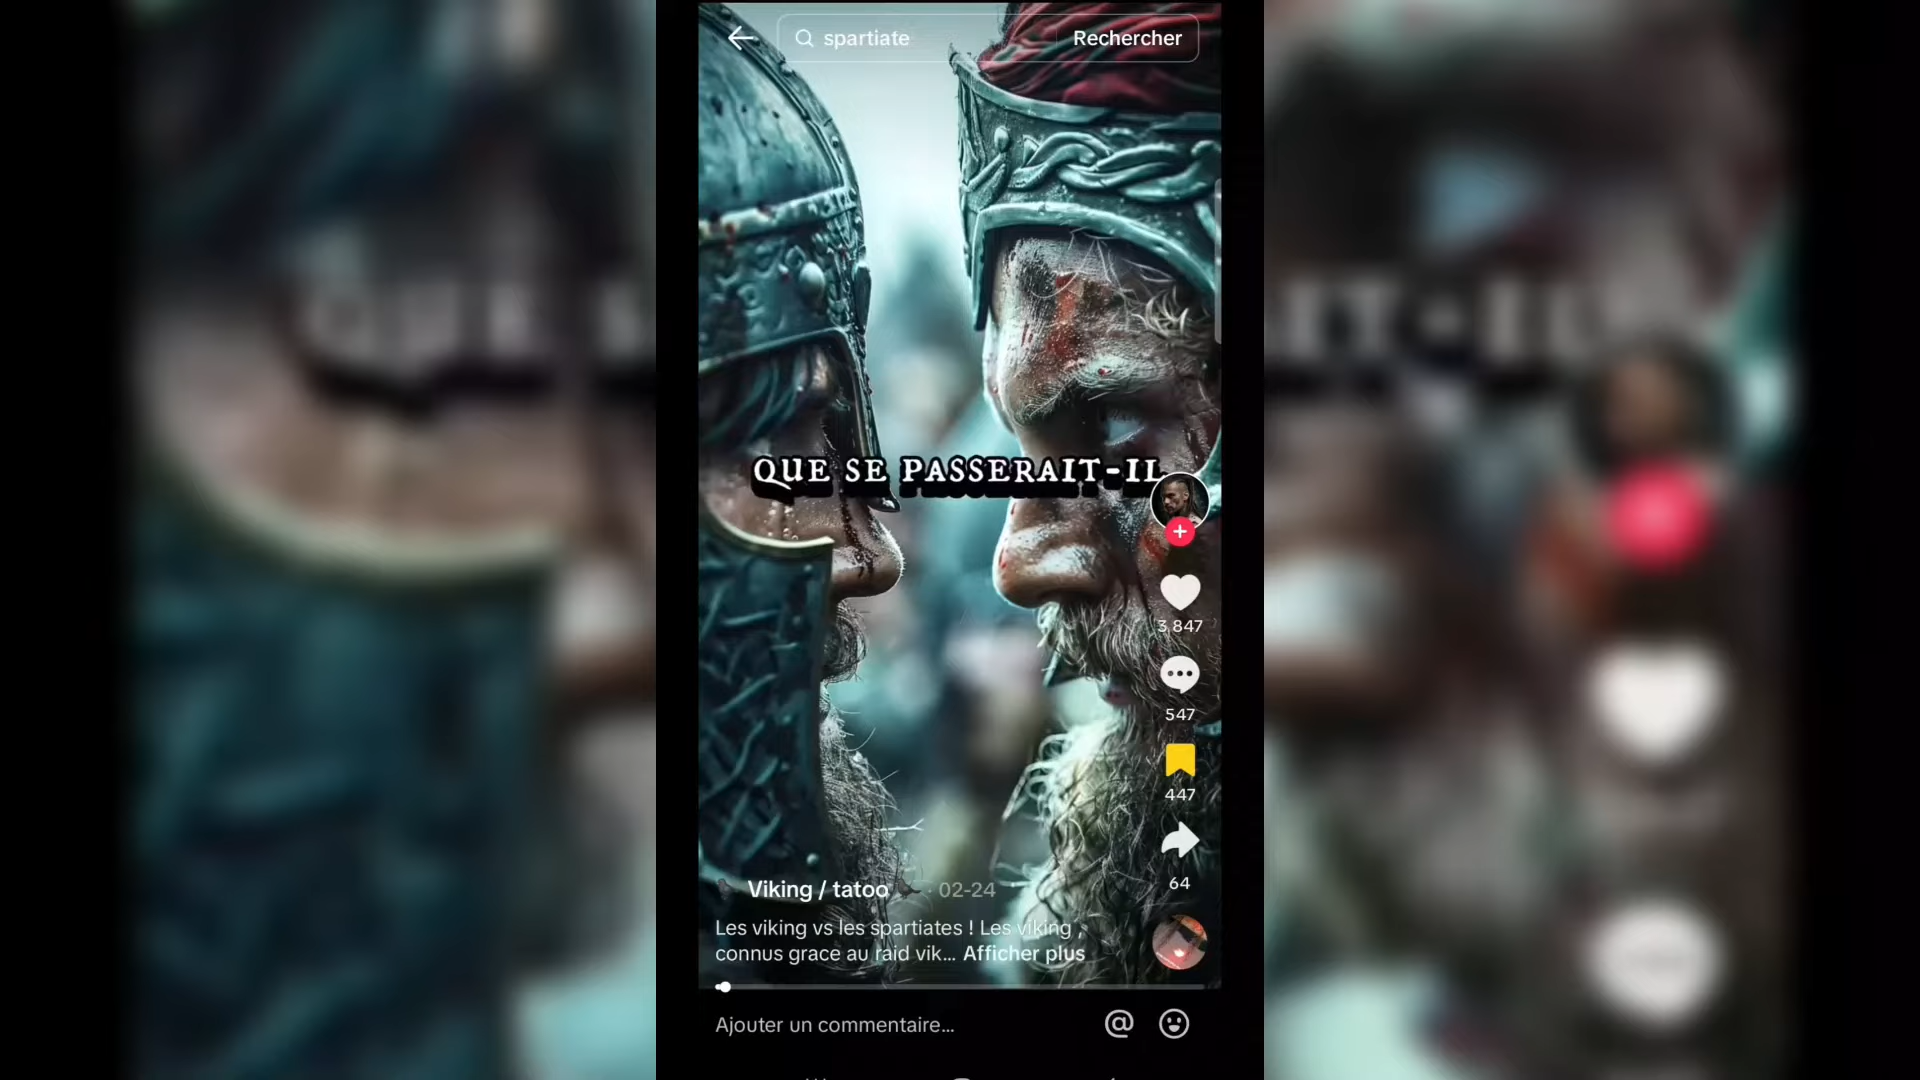 spartiate
Rechercher
QUE SE PASSERAIT-IL
3 847
547
447
64
Viking / tatoo · 02-24
Les viking vs les spartiates ! Les viking ,
connus grace au raid vik... Afficher plus
Ajouter un commentaire...